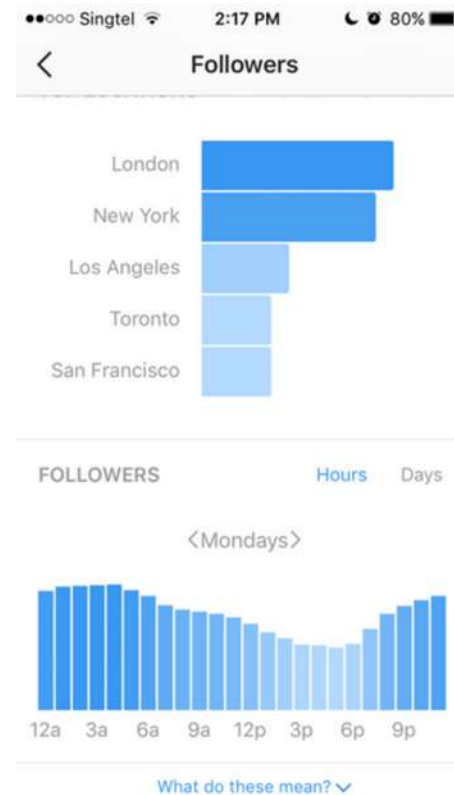 Singtel 2:17 PM 80%
Followers
London
New York
Los Angeles
Toronto
San Francisco
FOLLOWERS Hours Days
<Mondays>
12a 3a 6a 9a 12p 3p 6p 9p
What do these mean?